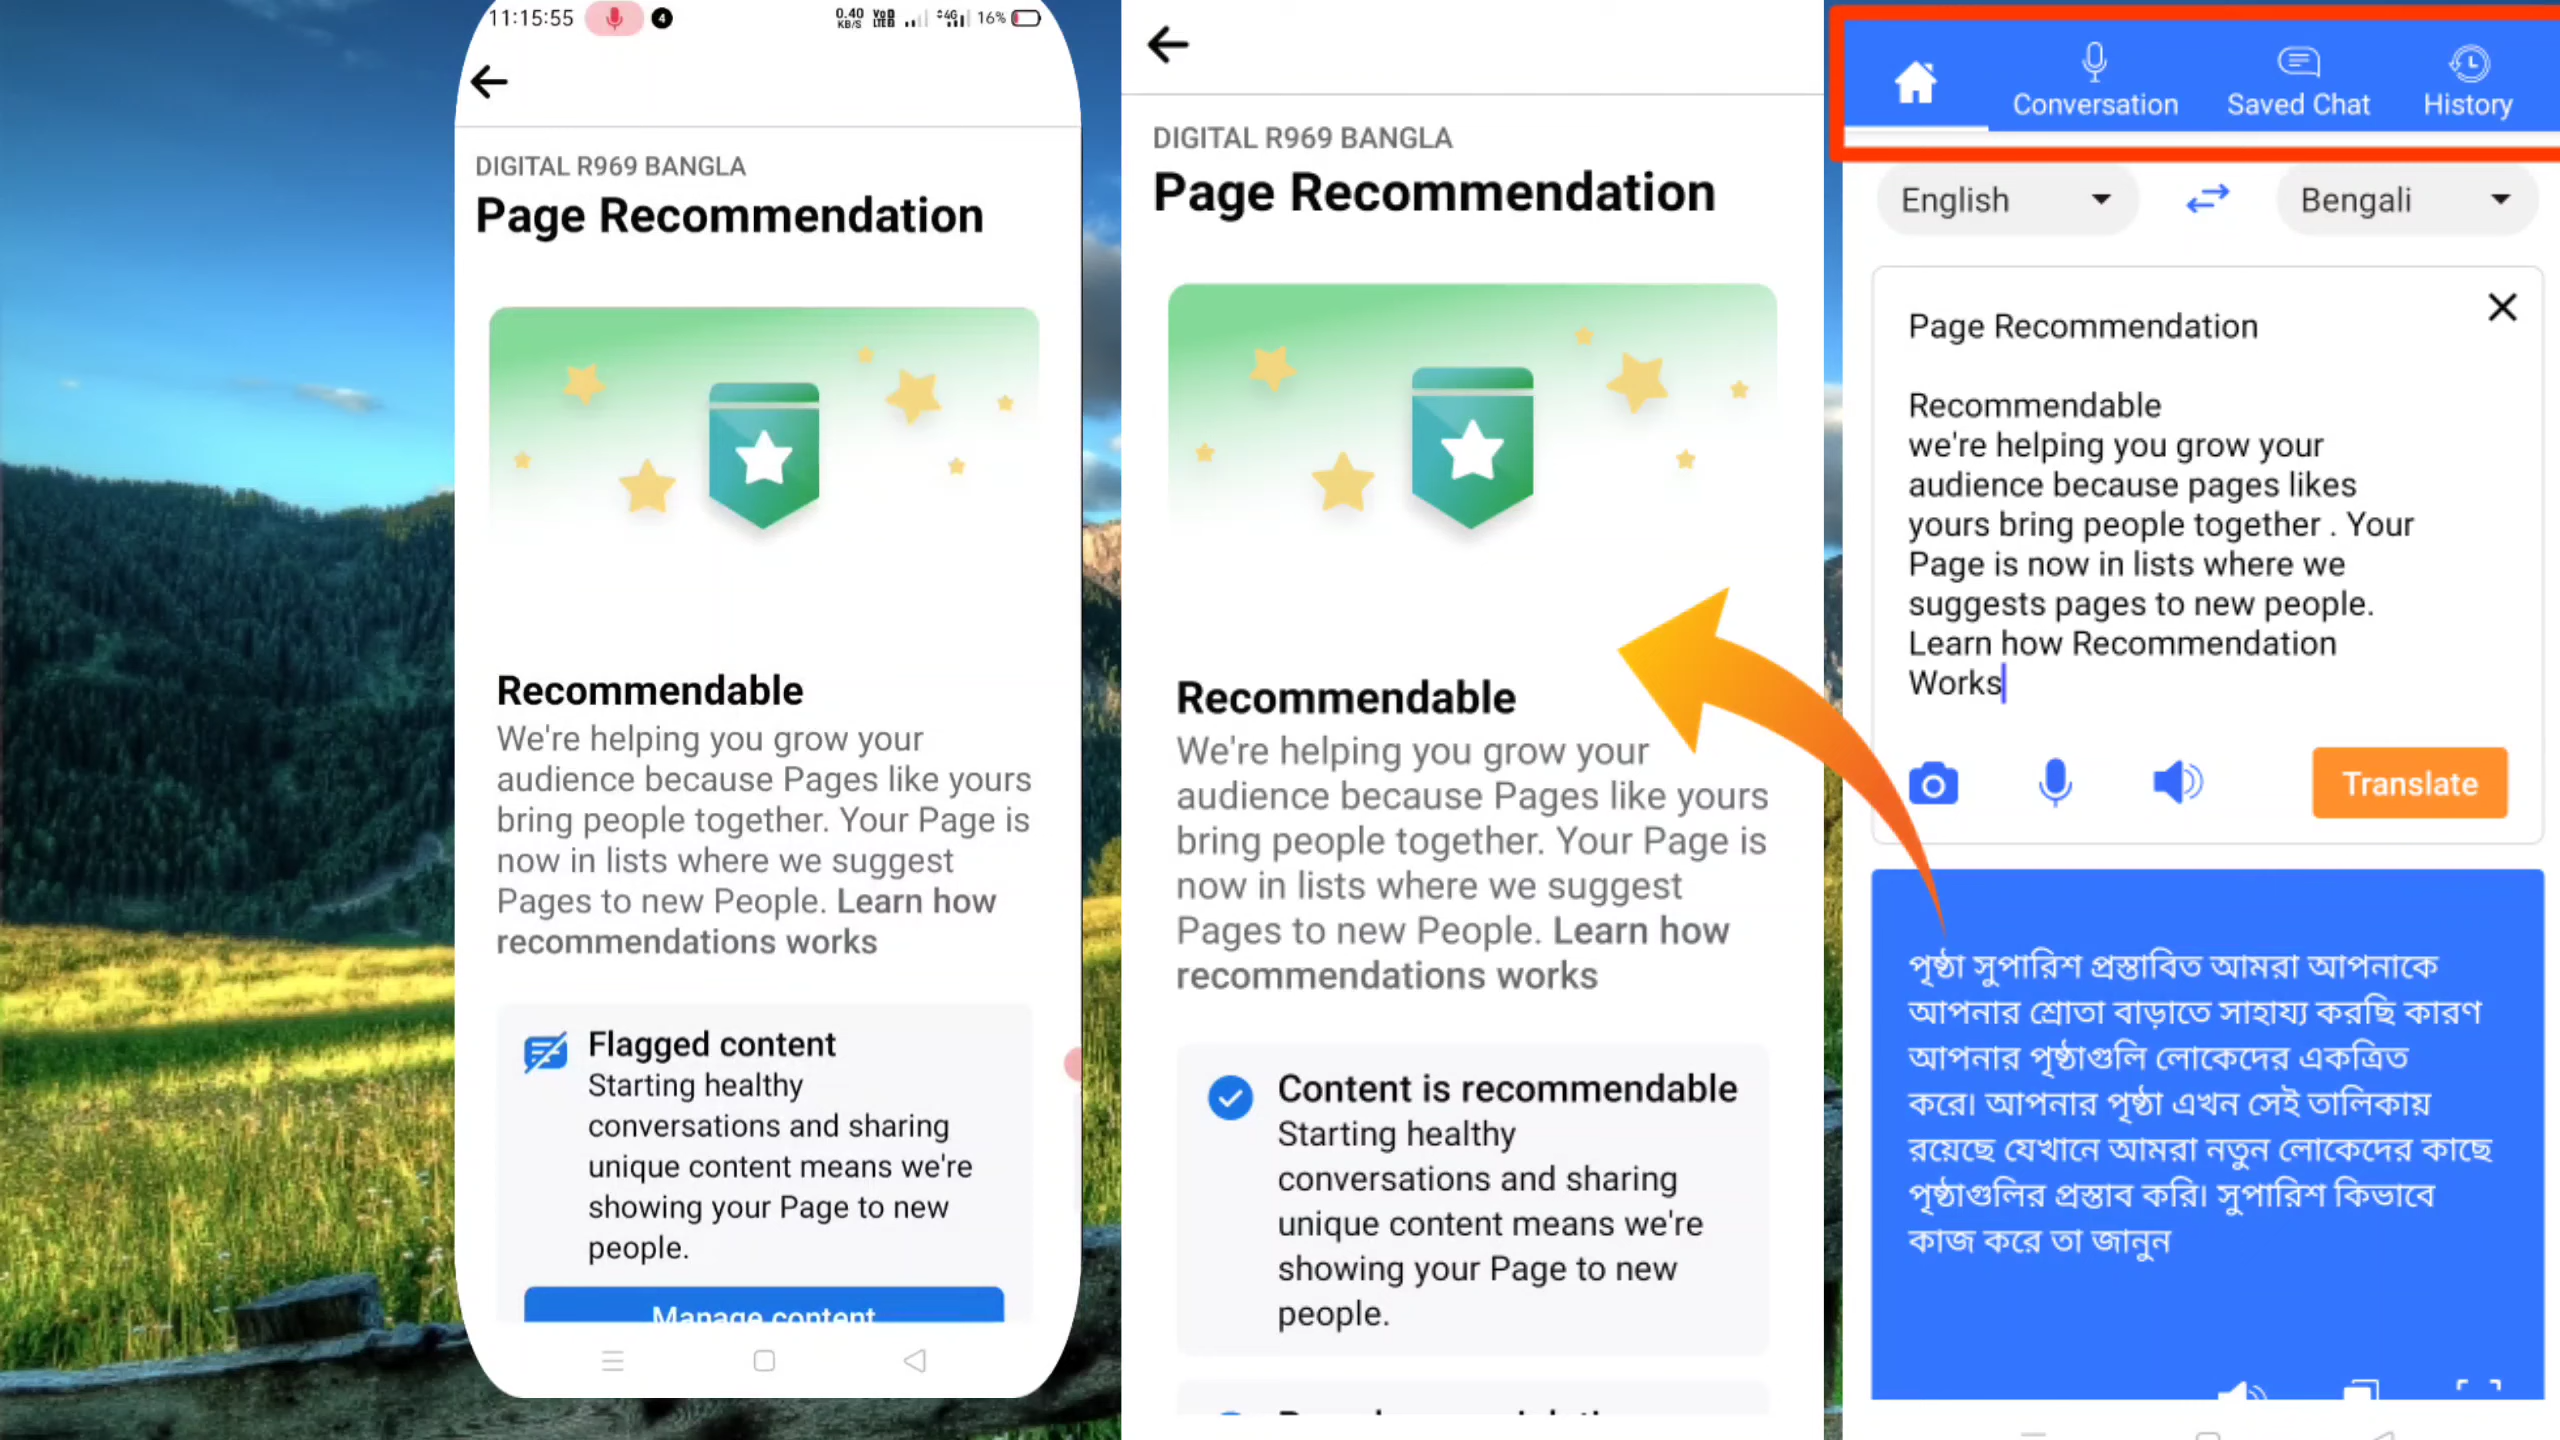 11:15:55
4
0.40 KB/S
VoD LTE
4G
16%
DIGITAL R969 BANGLA
Page Recommendation
Recommendable
We're helping you grow your
audience because Pages like yours
bring people together. Your Page is
now in lists where we suggest
Pages to new People. Learn how
recommendations works
Flagged content
Starting healthy
conversations and sharing
unique content means we're
showing your Page to new
people.
Manage content
DIGITAL R969 BANGLA
Page Recommendation
Recommendable
We're helping you grow your
audience because Pages like yours
bring people together. Your Page is
now in lists where we suggest
Pages to new People. Learn how
recommendations works
Content is recommendable
Starting healthy
conversations and sharing
unique content means we're
showing your Page to new
people.
Conversation
Saved Chat
History
English
Bengali
Page Recommendation
Recommendable
we're helping you grow your
audience because pages likes
yours bring people together . Your
Page is now in lists where we
suggests pages to new people.
Learn how Recommendation
Works
Translate
পৃষ্ঠা সুপারিশ প্রস্তাবিত আমরা আপনাকে
আপনার শ্রোতা বাড়াতে সাহায্য করছি কারণ
আপনার পৃষ্ঠাগুলি লোকেদের একত্রিত
করে। আপনার পৃষ্ঠা এখন সেই তালিকায়
রয়েছে যেখানে আমরা নতুন লোকেদের কাছে
পৃষ্ঠাগুলির প্রস্তাব করি। সুপারিশ কিভাবে
কাজ করে তা জানুন